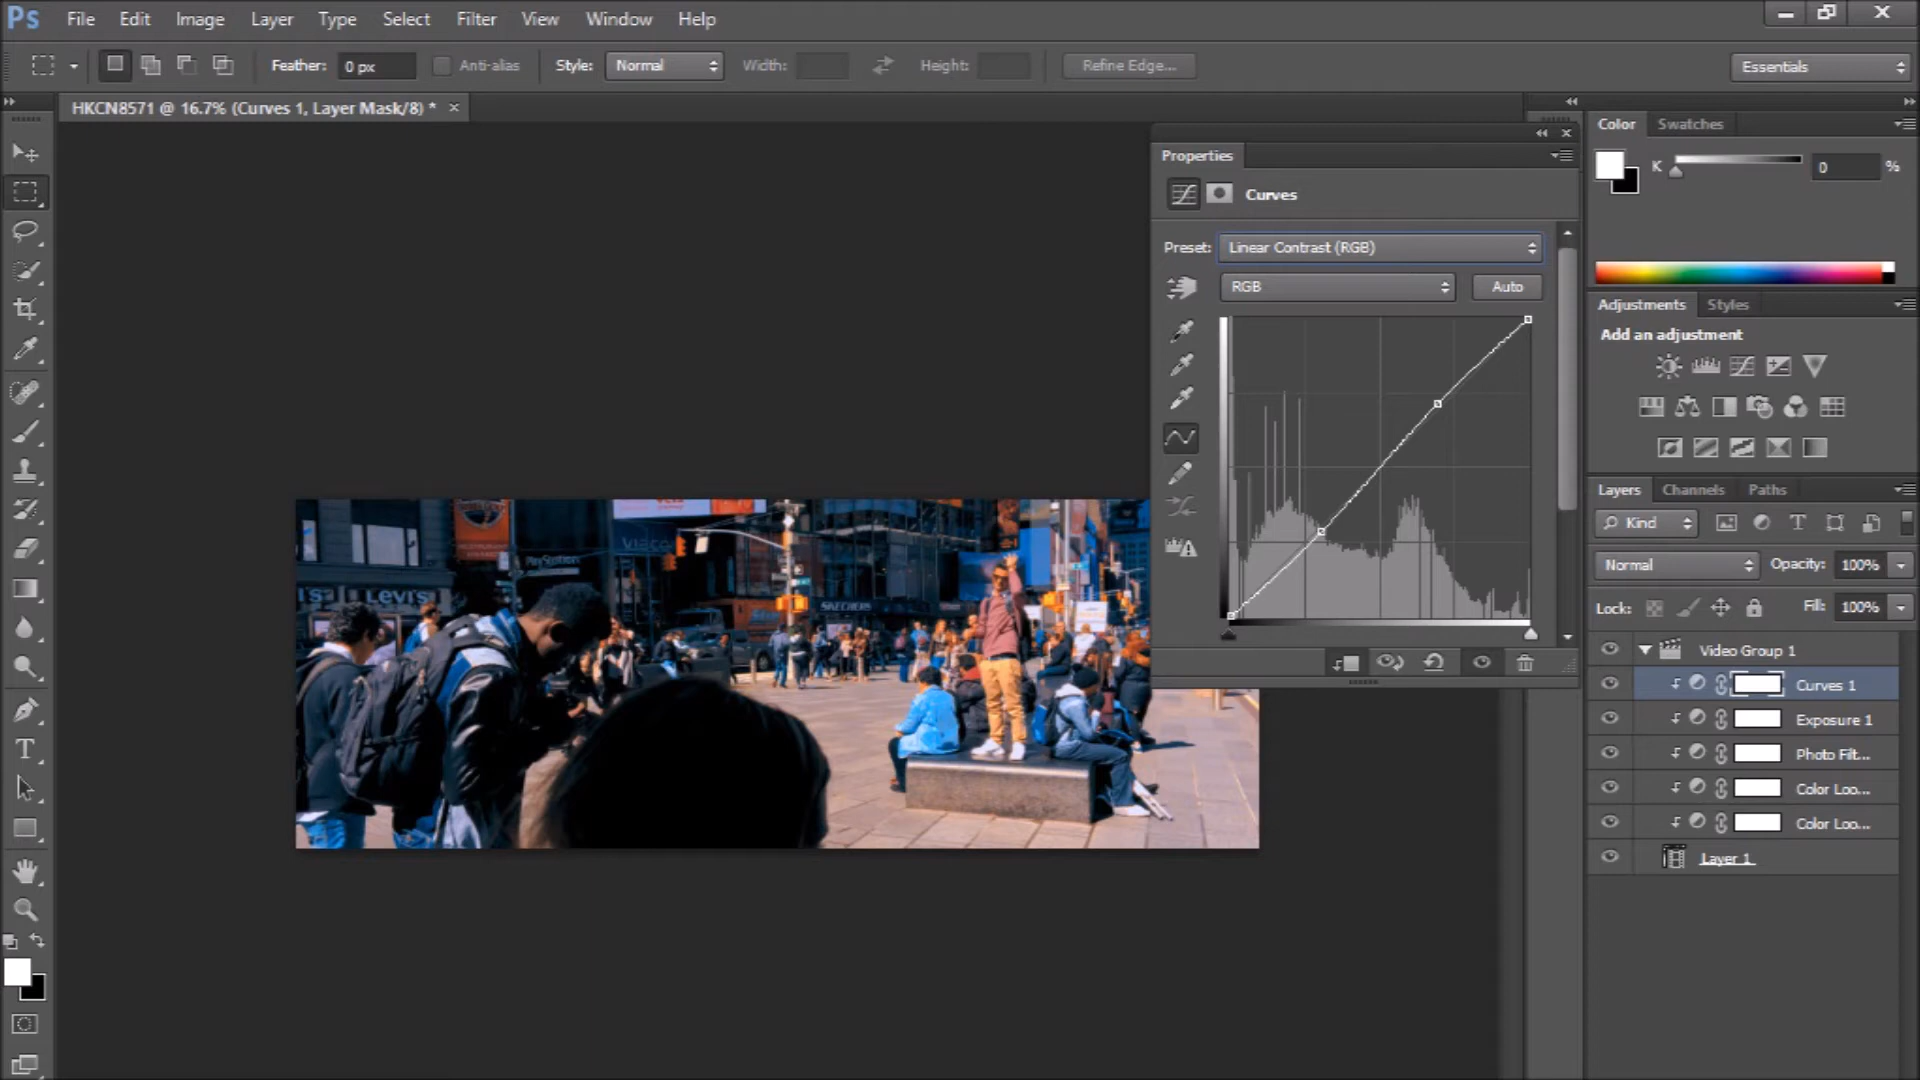 Ps File Edit Image Layer Type Select Filter View Window Help
Feather: 0 px Anti-alias Style: Normal Width: Height: Refine Edge... Essentials
HKCN8571 @ 16.7% (Curves 1, Layer Mask/8) *
Properties
Curves
Preset: Linear Contrast (RGB)
RGB Auto
Color Swatches
K 0 %
Adjustments Styles
Add an adjustment
Layers Channels Paths
Kind
Normal Opacity: 100%
Lock: Fill: 100%
Video Group 1
Curves 1
Exposure 1
Photo Filt...
Color Loo...
Color Loo...
Layer 1
viacom
PlayStation
LEVI'S
SKECHERS
T